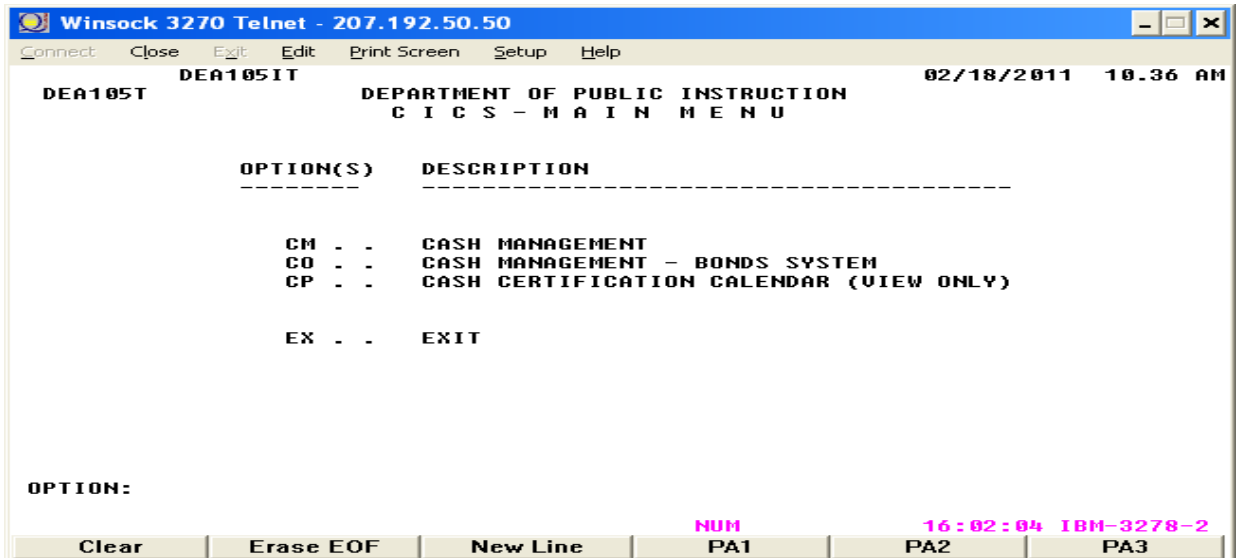 Winsock 3270 Telnet - 207.192.50.50
Connect Close Exit Edit Print Screen Setup Help
DEA105IT 02/18/2011 10.36 AM
DEA105T DEPARTMENT OF PUBLIC INSTRUCTION
C I C S - M A I N M E N U
OPTION(S) DESCRIPTION
-------- ---------------------------------------
CM . . CASH MANAGEMENT
CO . . CASH MANAGEMENT - BONDS SYSTEM
CP . . CASH CERTIFICATION CALENDAR (VIEW ONLY)
EX . . EXIT
OPTION:
NUM 16:02:04 IBM-3278-2
Clear Erase EOF New Line PA1 PA2 PA3